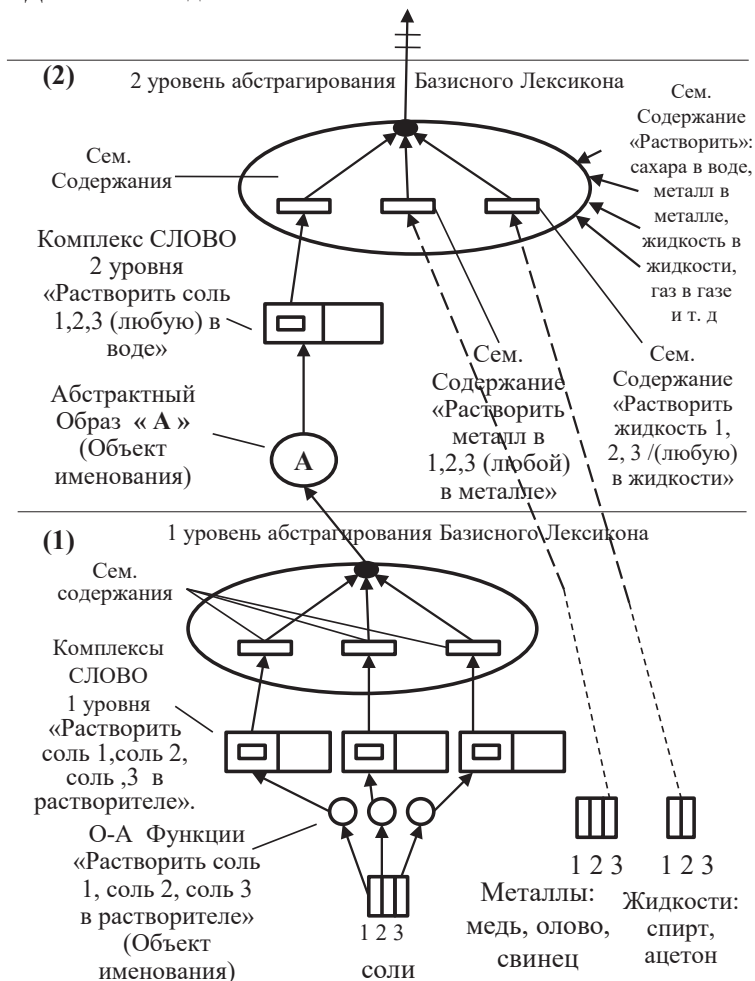 (2)
2 уровень абстрагирования Базисного Лексикона
Сем.
Содержание
«Растворить»:
сахара в воде,
металл в
металле,
жидкость в
жидкости,
газ в газе
и т. д
Сем.
Содержания
Комплекс СЛОВО
2 уровня
«Растворить соль
1,2,3 (любую) в
воде»
Абстрактный
Образ « А »
(Объект
именования)
А
Сем.
Содержание
«Растворить
металл в
1,2,3 (любой)
в металле»
Сем.
Содержание
«Растворить
жидкость 1,
2, 3 /(любую)
в жидкости»
(1)
1 уровень абстрагирования Базисного Лексикона
Сем.
содержания
Комплексы
СЛОВО
1 уровня
«Растворить
соль 1,соль 2,
соль ,3 в
растворителе».
О-А Функции
«Растворить соль
1, соль 2, соль 3
в растворителе»
(Объект
именования)
1 2 3
соли
1 2 3
Металлы:
медь, олово,
свинец
1 2 3
Жидкости:
спирт,
ацетон